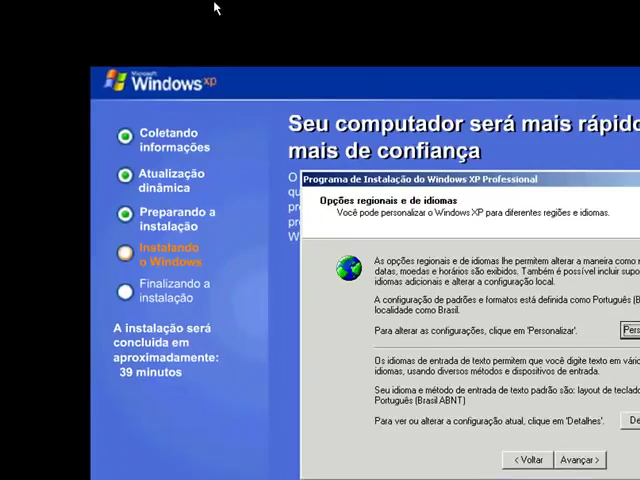 Microsoft
Windows xp
Coletando
informações
Atualização
dinâmica
Preparando a
instalação
Instalando
o Windows
Finalizando a
instalação
A instalação será
concluída em
aproximadamente:
39 minutos
Seu computador será mais rápido
mais de confiança
O
qu
pr
pr
W
Programa de Instalação do Windows XP Professional
Opções regionais e de idiomas
Você pode personalizar o Windows XP para diferentes regiões e idiomas.
As opções regionais e de idiomas lhe permitem alterar a maneira como
datas, moedas e horários são exibidos. Também é possível incluir supo
idiomas adicionais e alterar a configuração local.
A configuração de padrões e formatos está definida como Português (B
localidade como Brasil.
Para alterar as configurações, clique em 'Personalizar'.
Pers
Os idiomas de entrada de texto permitem que você digite texto em vário
idiomas, usando diversos métodos e dispositivos de entrada.
Seu idioma e método de entrada de texto padrão são: layout de teclado
Português (Brasil ABNT)
Para ver ou alterar a configuração atual, clique em 'Detalhes'.
De
< Voltar
Avançar >